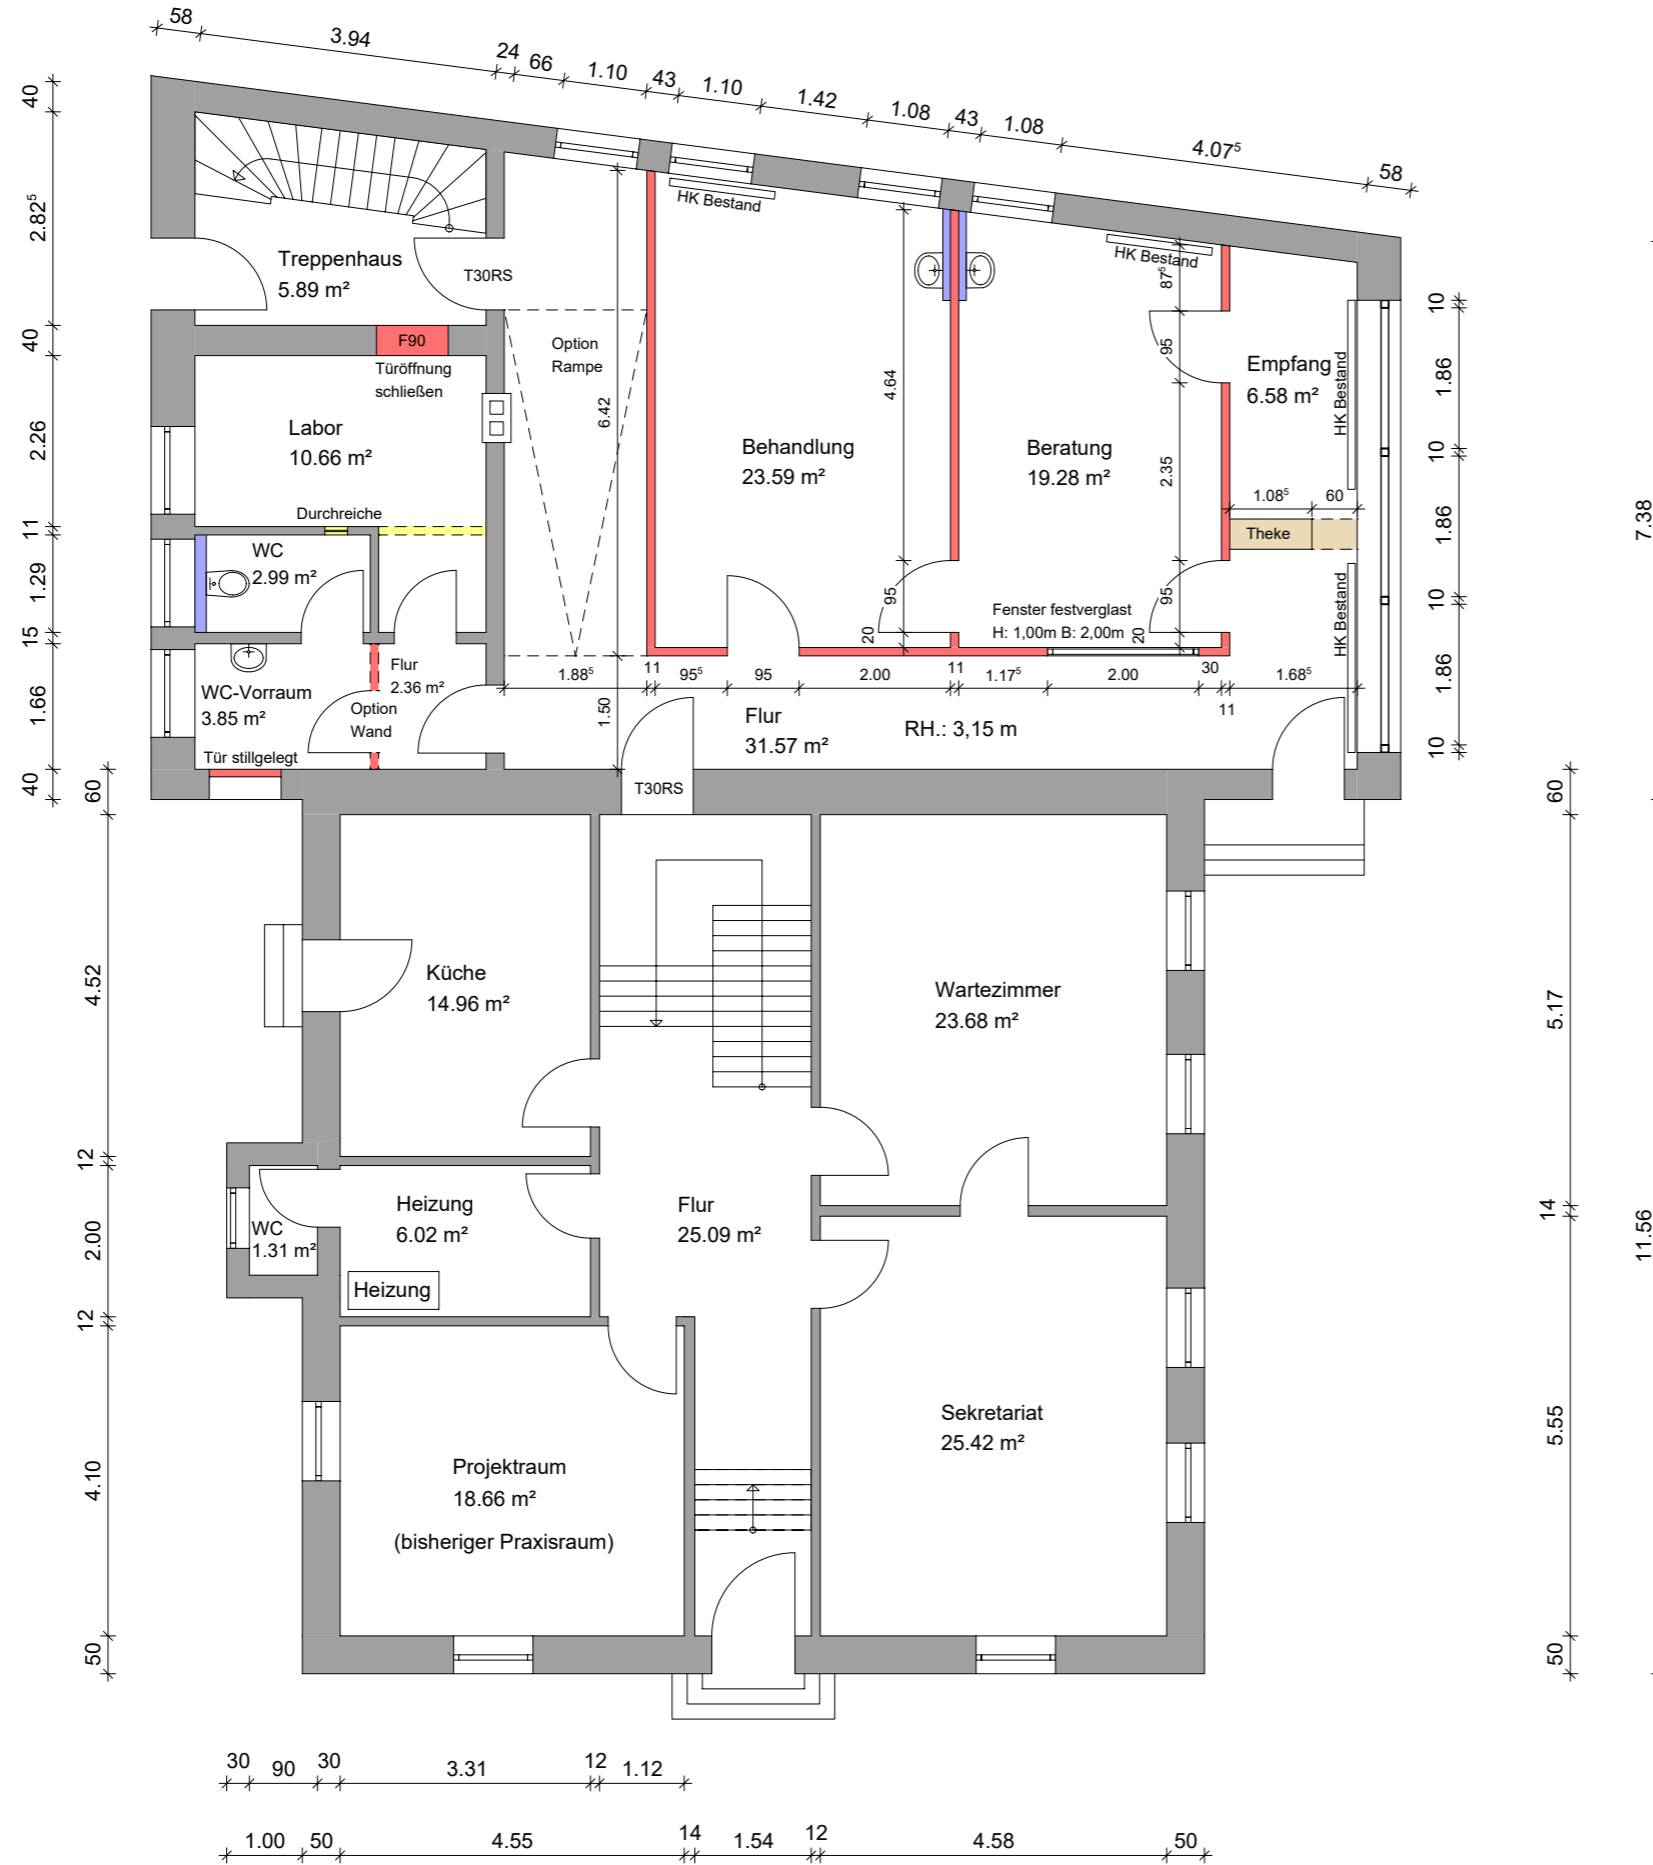 58
3.94
24
66
1.10
43
1.10
1.42
1.08
43
1.08
4.07⁵
58
40
2.82⁵
40
2.26
11
1.29
15
1.66
40
60
4.52
12
2.00
12
4.10
50
Treppenhaus
5.89 m²
T30RS
F90
Türöffnung
schließen
Labor
10.66 m²
Durchreiche
WC
2.99 m²
WC-Vorraum
3.85 m²
Tür stillgelegt
Flur
2.36 m²
Option
Wand
Option
Rampe
6.42
1.50
HK Bestand
Behandlung
23.59 m²
4.64
95
20
HK Bestand
Beratung
19.28 m²
87⁵
95
2.35
95
20
Fenster festverglast
H: 1,00m B: 2,00m
Empfang
6.58 m²
HK Bestand
1.08⁵
60
Theke
HK Bestand
1.88⁵
11
95⁵
95
2.00
11
1.17⁵
2.00
30
11
1.68⁵
Flur
31.57 m²
RH.: 3,15 m
T30RS
10
1.86
10
1.86
10
1.86
10
7.38
60
5.17
14
5.55
50
11.56
Küche
14.96 m²
Wartezimmer
23.68 m²
Heizung
6.02 m²
Heizung
WC
1.31 m²
Flur
25.09 m²
Projektraum
18.66 m²
(bisheriger Praxisraum)
Sekretariat
25.42 m²
30
90
30
3.31
12
1.12
1.00
50
4.55
14
1.54
12
4.58
50